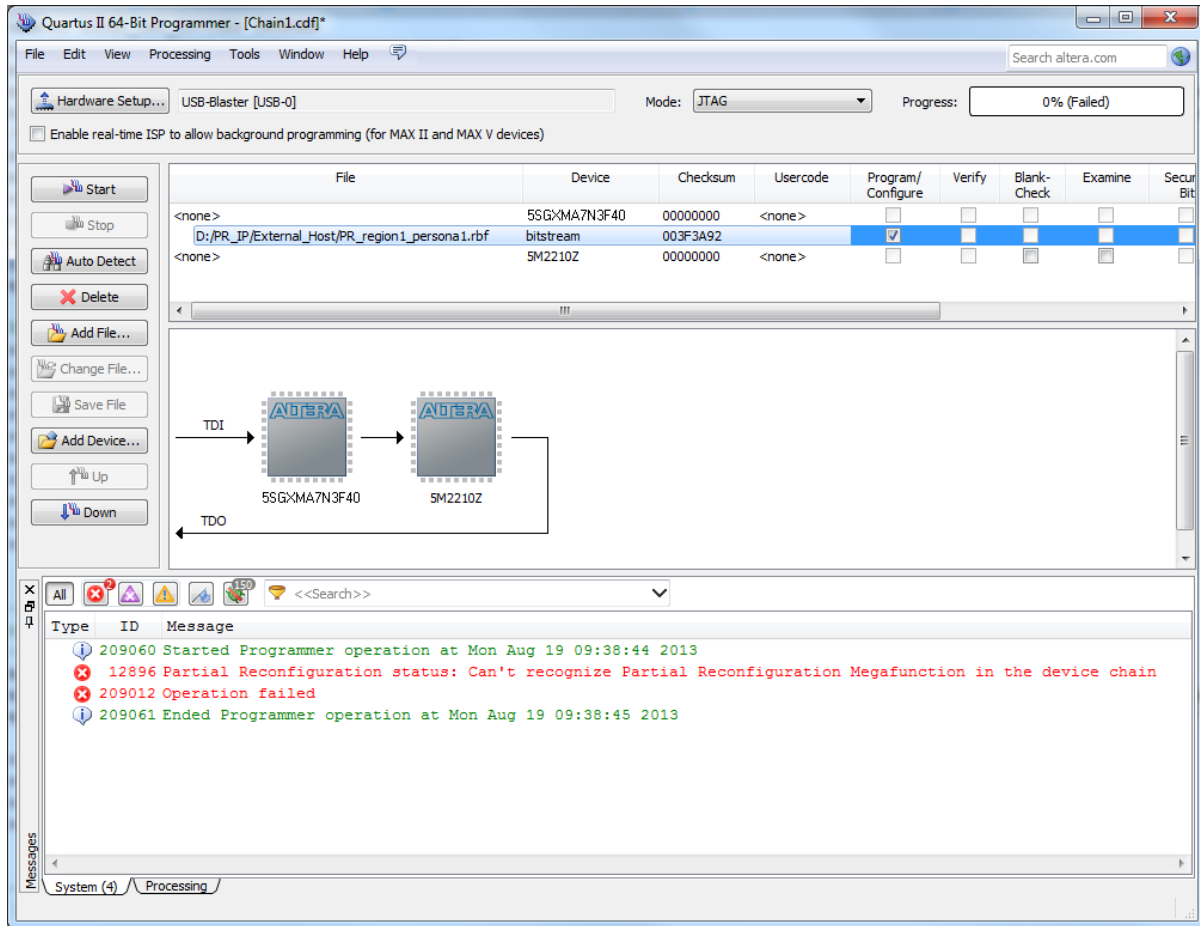 Quartus II 64-Bit Programmer - [Chain1.cdf]*
File Edit View Processing Tools Window Help
Search altera.com
Hardware Setup... USB-Blaster [USB-0] Mode: JTAG Progress: 0% (Failed)
Enable real-time ISP to allow background programming (for MAX II and MAX V devices)
Start
Stop
Auto Detect
Delete
Add File...
Change File...
Save File
Add Device...
Up
Down
File Device Checksum Usercode Program/ Verify Blank- Examine Secur
Configure Check Bit
<none> 5SGXMA7N3F40 00000000 <none>
D:/PR_IP/External_Host/PR_region1_persona1.rbf bitstream 003F3A92
<none> 5M2210Z 00000000 <none>
ALTERA ALTERA
TDI
5SGXMA7N3F40 5M2210Z
TDO
All 2 150 <<Search>>
Type ID Message
209060 Started Programmer operation at Mon Aug 19 09:38:44 2013
12896 Partial Reconfiguration status: Can't recognize Partial Reconfiguration Megafunction in the device chain
209012 Operation failed
209061 Ended Programmer operation at Mon Aug 19 09:38:45 2013
Messages
System (4) Processing